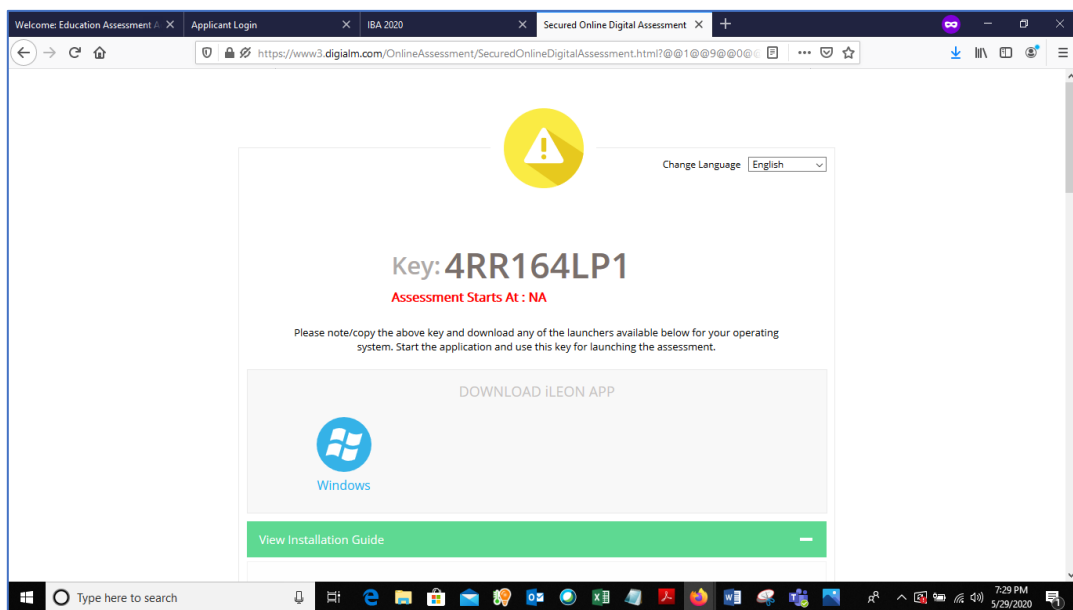 Welcome: Education Assessment A
Applicant Login
IBA 2020
Secured Online Digital Assessment
https://www3.digialm.com/OnlineAssessment/SecuredOnlineDigitalAssessment.html?@@1@@9@@0@
Change Language English
Key: 4RR164LP1
Assessment Starts At : NA
Please note/copy the above key and download any of the launchers available below for your operating
system. Start the application and use this key for launching the assessment.
DOWNLOAD iLEON APP
Windows
View Installation Guide
Type here to search
7:29 PM
5/29/2020